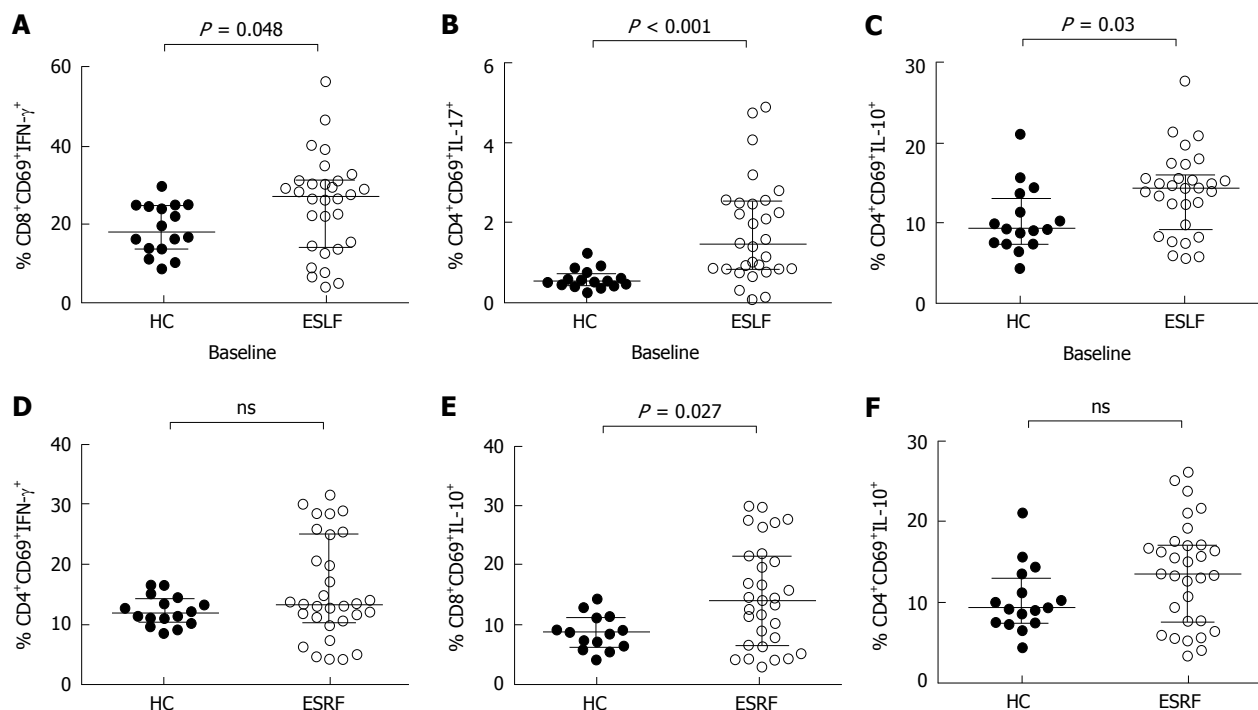 A
P = 0.048
% CD8⁺CD69⁺IFN-γ⁺
60
40
20
0
HC
ESLF
Baseline
B
P < 0.001
% CD4⁺CD69⁺IL-17⁺
6
4
2
0
HC
ESLF
Baseline
C
P = 0.03
% CD4⁺CD69⁺IL-10⁺
30
20
10
0
HC
ESLF
Baseline
D
ns
% CD4⁺CD69⁺IFN-γ⁺
40
30
20
10
0
HC
ESRF
E
P = 0.027
% CD8⁺CD69⁺IL-10⁺
40
30
20
10
0
HC
ESRF
F
ns
% CD4⁺CD69⁺IL-10⁺
30
20
10
0
HC
ESRF